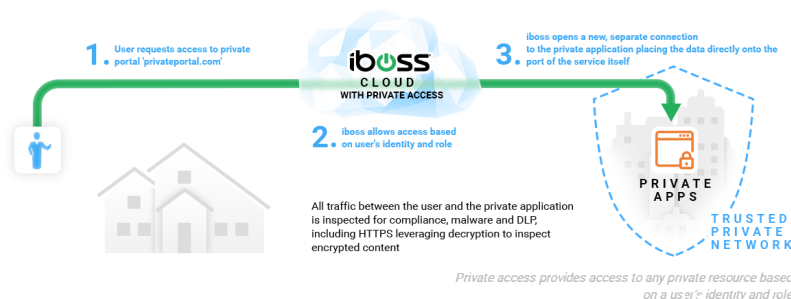 1. User requests access to private
portal 'privateportal.com'
iboss
CLOUD
WITH PRIVATE ACCESS
2. iboss allows access based
on user's identity and role
3. iboss opens a new, separate connection
to the private application placing the data directly onto the
port of the service itself
All traffic between the user and the private application
is inspected for compliance, malware and DLP,
including HTTPS leveraging decryption to inspect
encrypted content
PRIVATE
APPS
TRUSTED
PRIVATE
NETWORK
Private access provides access to any private resource based
on a user's identity and role